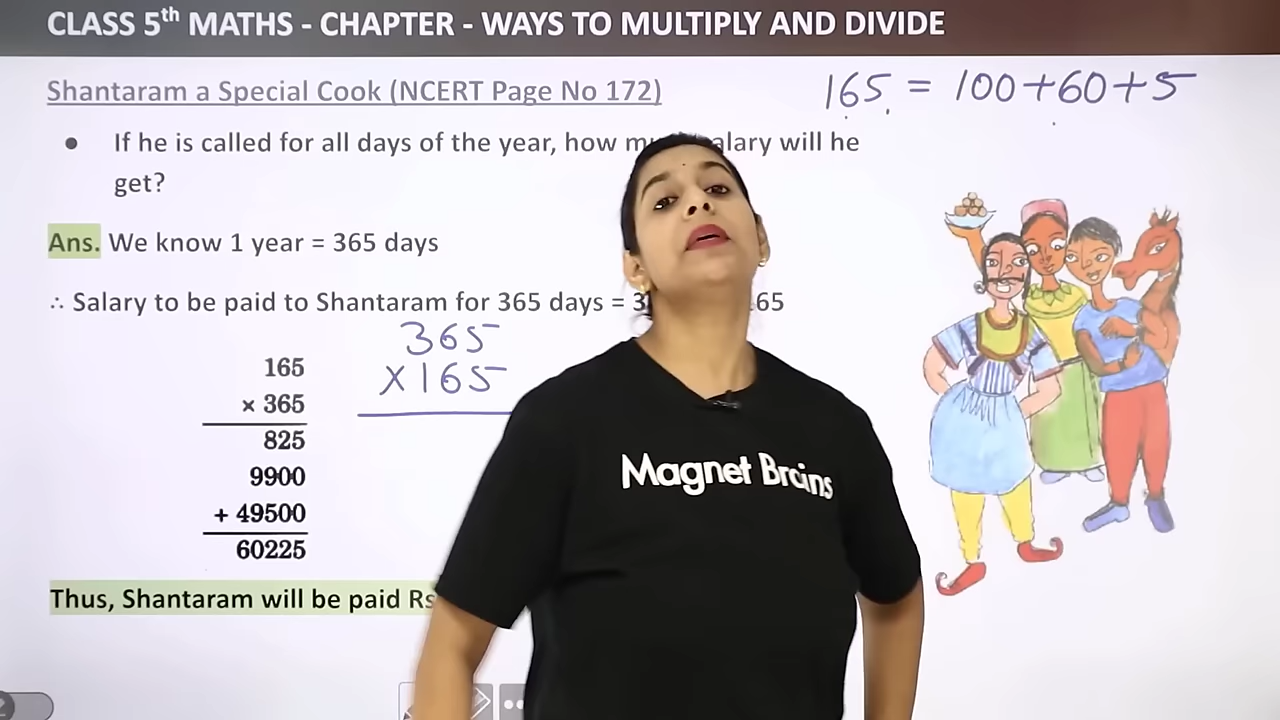 CLASS 5th MATHS - CHAPTER - WAYS TO MULTIPLY AND DIVIDE
Shantaram a Special Cook (NCERT Page No 172)
165 = 100+60+5
• If he is called for all days of the year, how salary will he
get?
Ans. We know 1 year = 365 days
∴ Salary to be paid to Shantaram for 365 days = 65
365
×165
165
× 365
825
9900
+ 49500
60225
Thus, Shantaram will be paid Rs
Magnet Brains